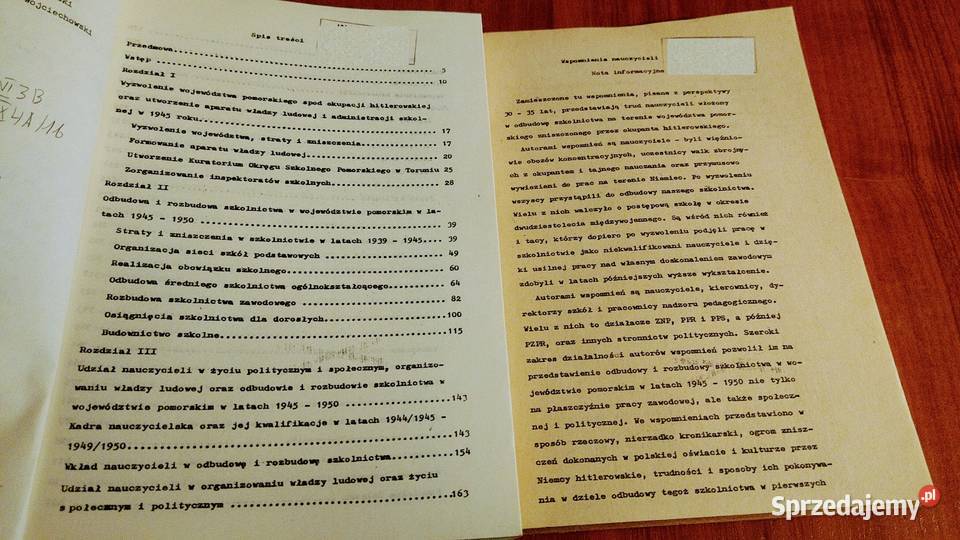 ski
Wojciechowski
VI 3B
X4A/116
Spis treści
Przedmowa 5
Wstęp 10
Rozdział I
Wyzwolenie województwa pomorskiego spod okupacji hitlerowskiej
oraz utworzenie aparatu władzy ludowej i administracji szkol-
nej w 1945 roku 17
Wyzwolenie województwa, straty i zniszczenia 17
Formowanie aparatu władzy ludowej 20
Utworzenie Kuratorium Okręgu Szkolnego Pomorskiego w Toruniu 25
Zorganizowanie inspektoratów szkolnych 28
Rozdział II
Odbudowa i rozbudowa szkolnictwa w województwie pomorskim w la-
tach 1945 - 1950 39
Straty i zniszczenia w szkolnictwie w latach 1939 - 1945 39
Organizacja sieci szkół podstawowych 49
Realizacja obowiązku szkolnego 60
Odbudowa średniego szkolnictwa ogólnokształcącego 64
Rozbudowa szkolnictwa zawodowego 82
Osiągnięcia szkolnictwa dla dorosłych 100
Budownictwo szkolne 115
Rozdział III
Udział nauczycieli w życiu politycznym i społecznym, organizo-
waniu władzy ludowej oraz odbudowie i rozbudowie szkolnictwa w
województwie pomorskim w latach 1945 - 1950 143
Kadra nauczycielska oraz jej kwalifikacje w latach 1944/1945 -
1949/1950 143
Wkład nauczycieli w odbudowę i rozbudowę szkolnictwa 154
Udział nauczycieli w organizowaniu władzy ludowej oraz życiu
społecznym i politycznym 163
Wspomnienia nauczycieli
Nota informacyjna
Zamieszczone tu wspomnienia, pisane z perspektywy
30 - 35 lat, przedstawiają trud nauczycieli włożony
w odbudowę szkolnictwa na terenie województwa pomor-
skiego zniszczonego przez okupanta hitlerowskiego.
Autorami wspomnień są nauczyciele - byli więźnio-
wie obozów koncentracyjnych, uczestnicy walk zbrojny-
ch z okupantem i tajnego nauczania oraz przymusowo
wywiezieni do prac na terenie Niemiec. Po wyzwoleniu
wszyscy przystąpili do odbudowy naszego szkolnictwa.
Wielu z nich walczyło o postępową szkołę w okresie
dwudziestolecia międzywojennego. Są wśród nich również
i tacy, którzy dopiero po wyzwoleniu podjęli pracę w
szkolnictwie jako niekwalifikowani nauczyciele i dzię-
ki usilnej pracy nad własnym doskonaleniem zawodowym
zdobyli w latach późniejszych wyższe wykształcenie.
Autorami wspomnień są nauczyciele, kierownicy, dy-
rektorzy szkół i pracownicy nadzoru pedagogicznego.
Wielu z nich to działacze ZNP, PPR i PPS, a później
PZPR, oraz innych stronnictw politycznych. Szeroki
zakres działalności autorów wspomnień pozwolił im na
przedstawienie odbudowy i rozbudowy szkolnictwa w wo-
jewództwie pomorskim w latach 1945 - 1950 nie tylko
na płaszczyźnie pracy zawodowej, ale także społecz-
nej i politycznej. We wspomnieniach przedstawiono w
sposób rzeczowy, nierzadko kronikarski, ogrom znisz-
czeń dokonanych w polskiej oświacie i kulturze przez
Niemcy hitlerowskie, trudności i sposoby ich pokonywa-
nia w dziele odbudowy tegoż szkolnictwa w pierwszych
Sprzedajemy.pl